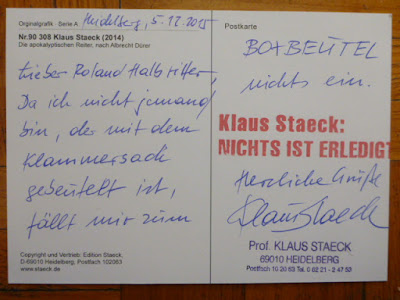 OriginalgrafiK Serie A
Heidelberg, 5.12.2015
Nr.90 308 Klaus Staeck (2014)
Die apokalyptischen Reiter, nach Albrecht Dürer
Lieber Roland Halbritter,
Da ich nicht jemand
bin, der mit dem
Klammersack
gebeutelt ist,
fällt mir zum
Copyright und Vertrieb: Edition Staeck,
D-69010 Heidelberg, Postfach 102063
www.staeck.de
Postkarte
BOXBEUTEL
nichts ein.
Klaus Staeck:
NICHTS IST ERLEDIGT
Herzliche Grüße
Klaus Staeck
Prof. KLAUS STAECK
69010 HEIDELBERG
Postfach 10 20 63 Tel. 0 62 21 - 2 47 53